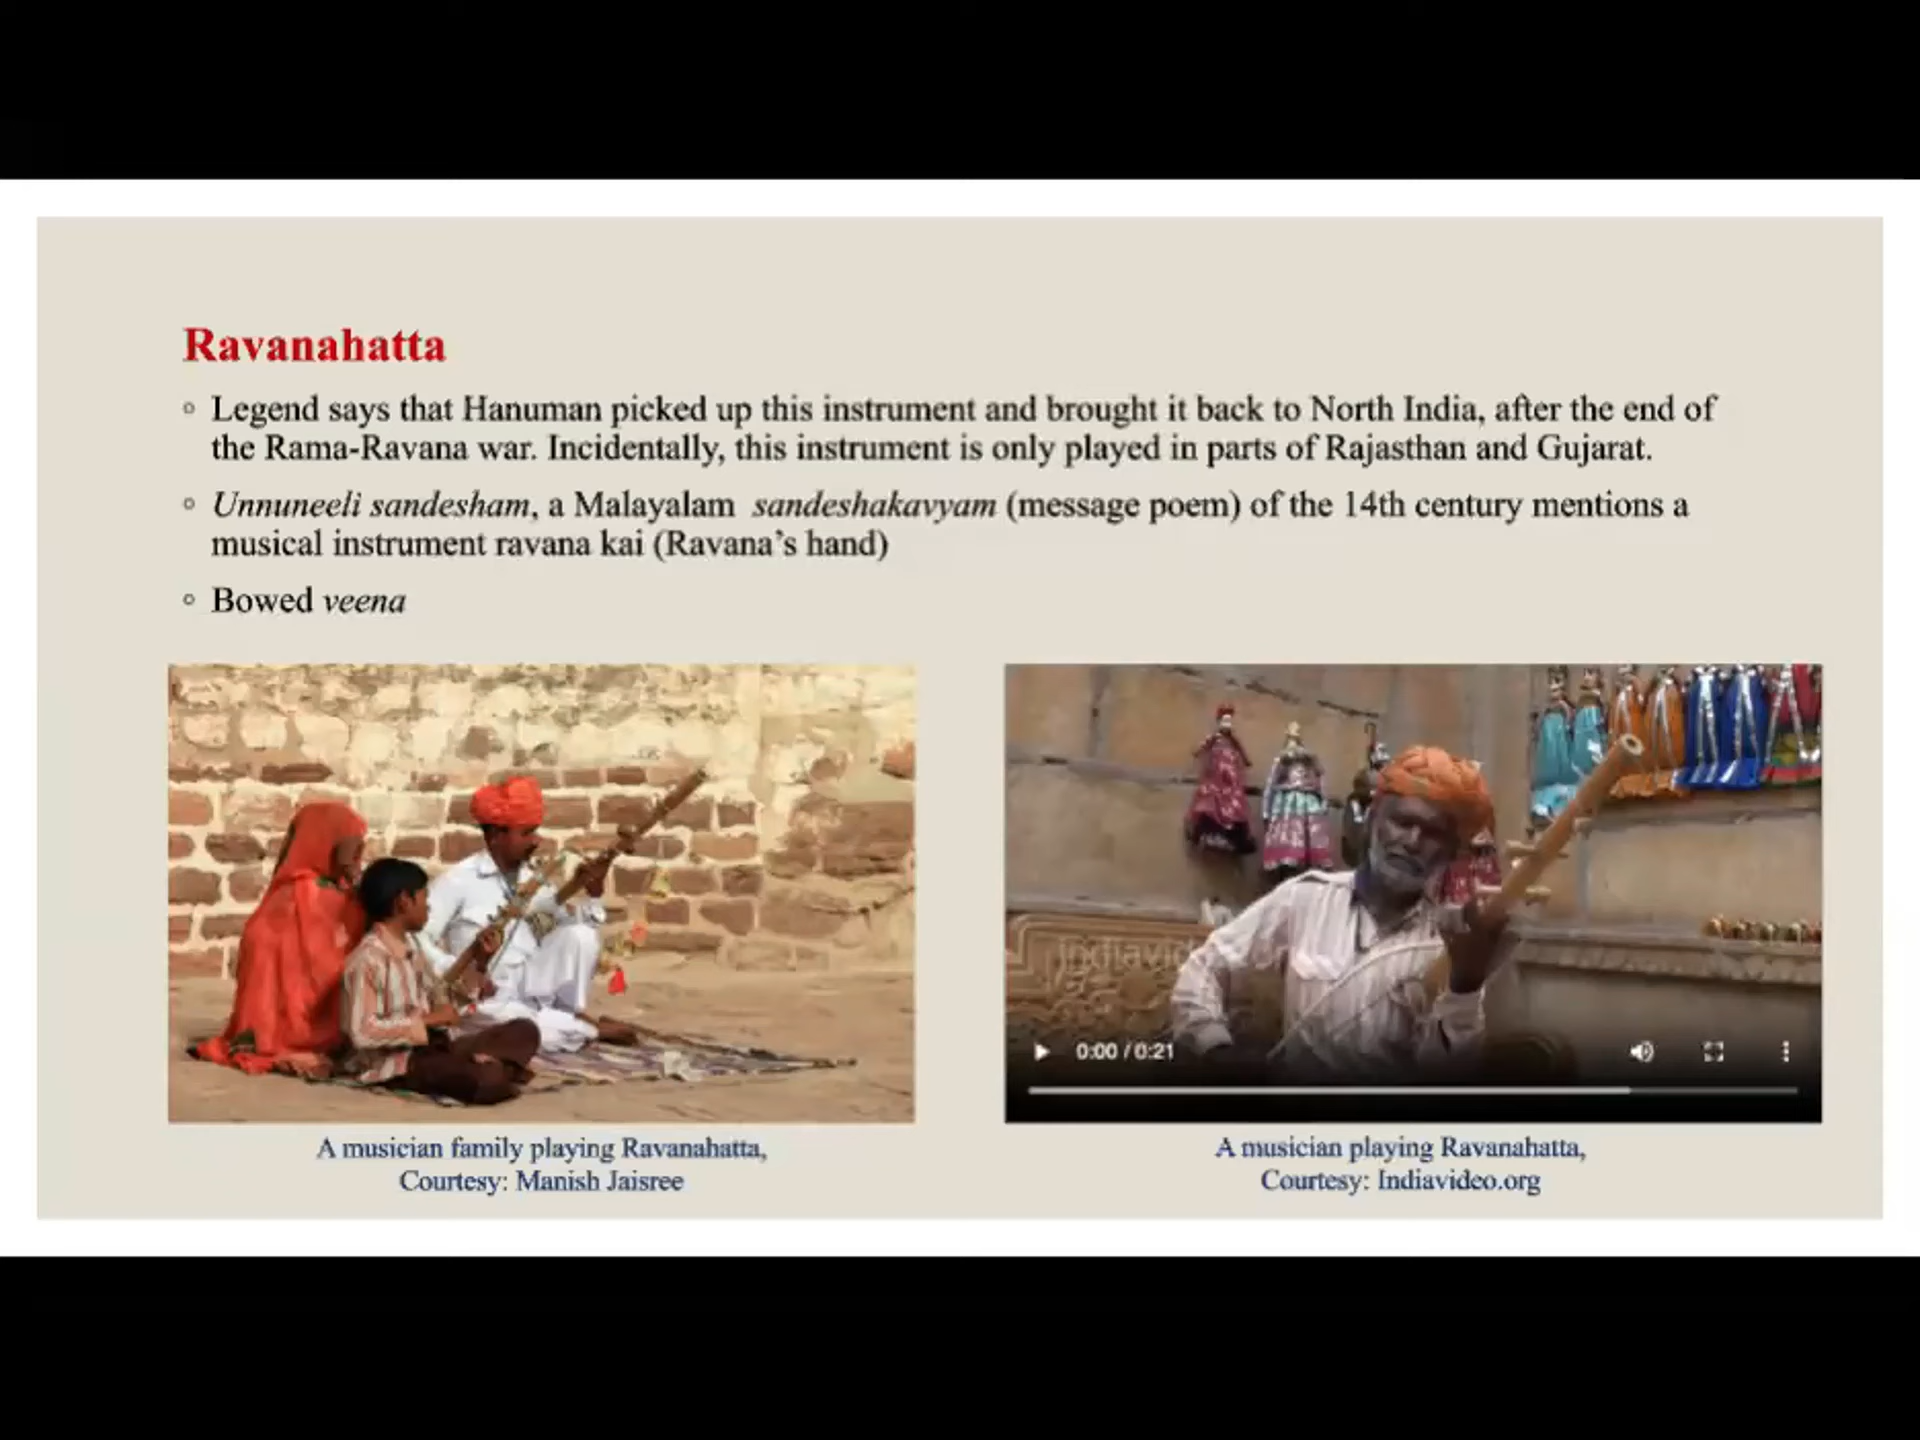 Ravanahatta
◦ Legend says that Hanuman picked up this instrument and brought it back to North India, after the end of
the Rama-Ravana war. Incidentally, this instrument is only played in parts of Rajasthan and Gujarat.
◦ Unnuneeli sandesham, a Malayalam sandeshakavyam (message poem) of the 14th century mentions a
musical instrument ravana kai (Ravana’s hand)
◦ Bowed veena
indiavid
0:00 / 0:21
A musician family playing Ravanahatta,
Courtesy: Manish Jaisree
A musician playing Ravanahatta,
Courtesy: Indiavideo.org